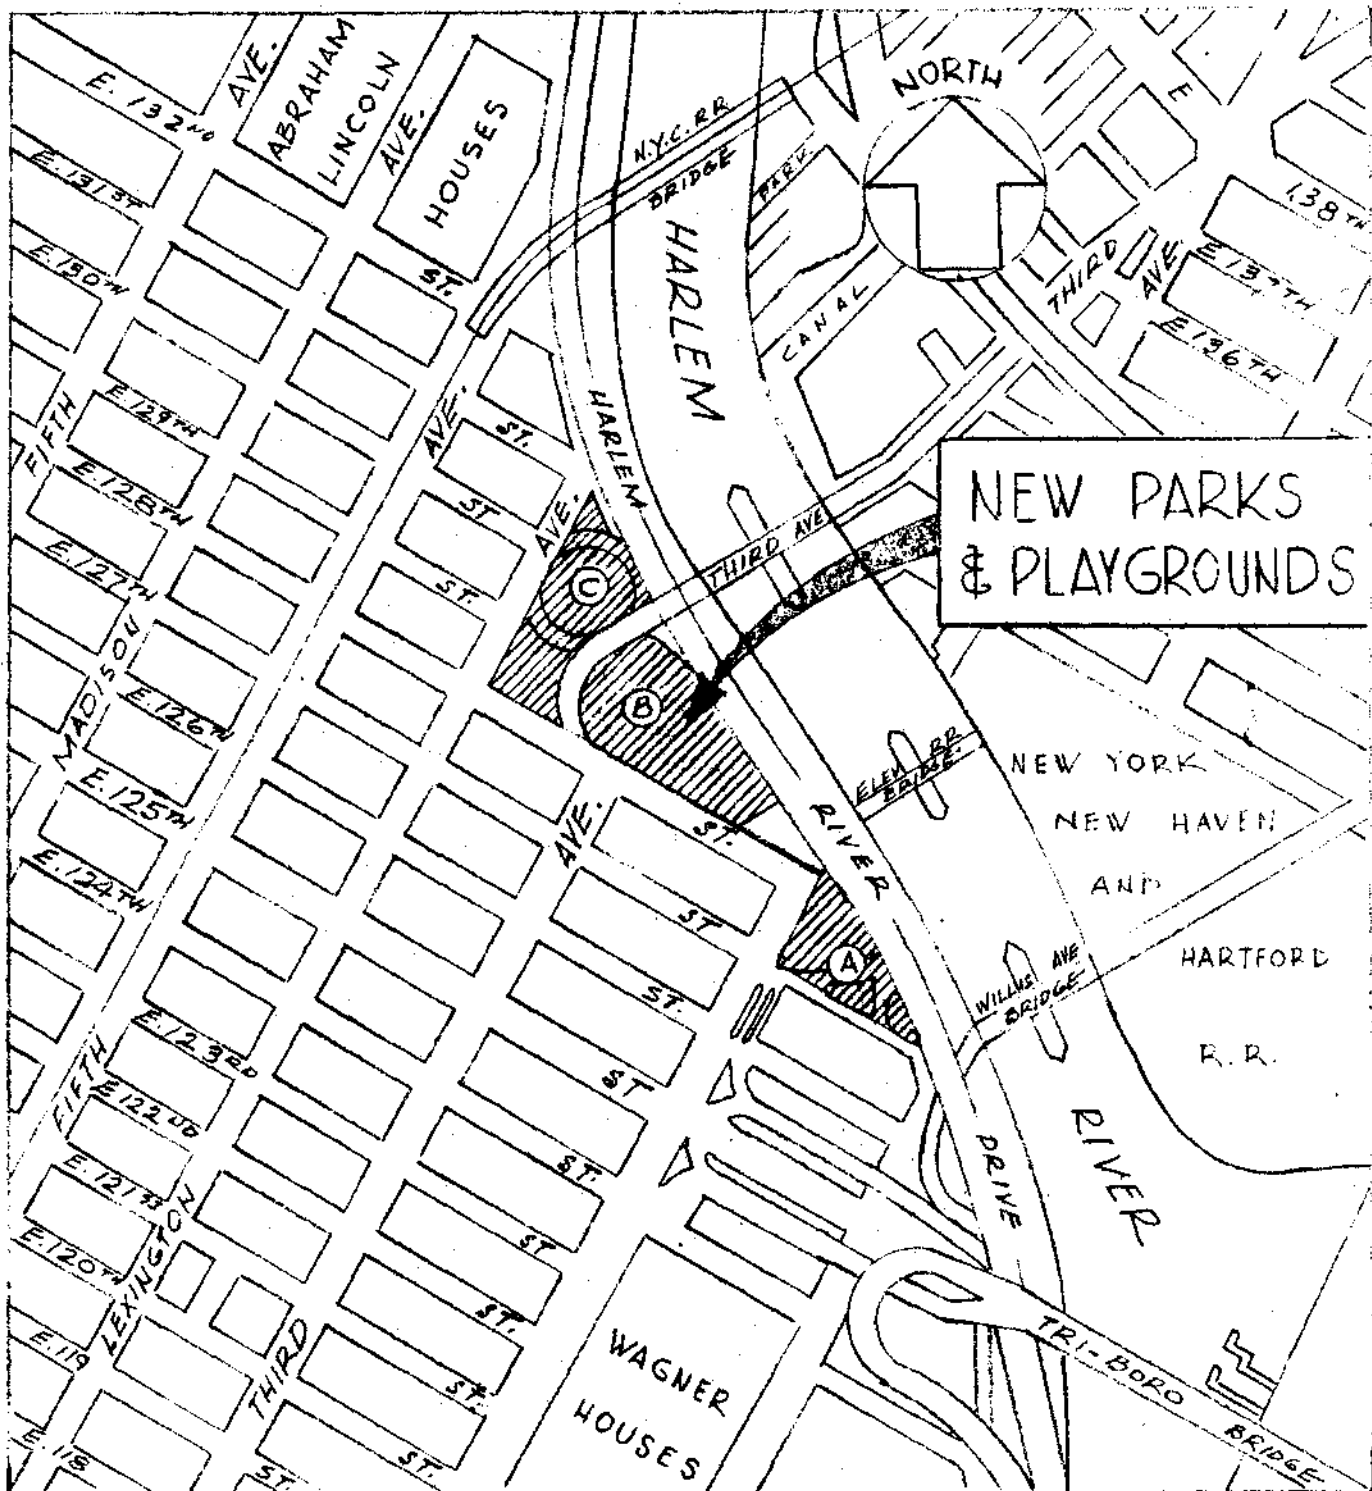 NORTH
AVE.
ABRAHAM
LINCOLN
AVE.
HOUSES
E. 132ND
E. 131ST
E. 130TH
E. 129TH
E. 128TH
E. 127TH
E. 126TH
E. 125TH
E. 124TH
E. 123RD
E. 122ND
E. 121ST
E. 120TH
E. 119
E. 118
FIFTH
MADISON
FIFTH
LEXINGTON
THIRD
AVE.
AVE.
AVE.
ST.
ST.
ST
ST.
ST.
ST
ST.
ST
ST.
ST
ST.
ST.
ST.
ST.
N.Y.C. RR
BRIDGE
PARK
CANAL
E
138TH
E 137TH
E 136TH
THIRD
AVE
HARLEM
HARLEM
NEW PARKS
& PLAYGROUNDS
THIRD AVE
C
B
A
ELEV RR
BRIDGE.
RIVER
WILLIS AVE
BRIDGE
DRIVE
RIVER
NEW YORK
NEW HAVEN
AND
HARTFORD
R.R.
WAGNER
HOUSES
TRI-BORO BRIDGE